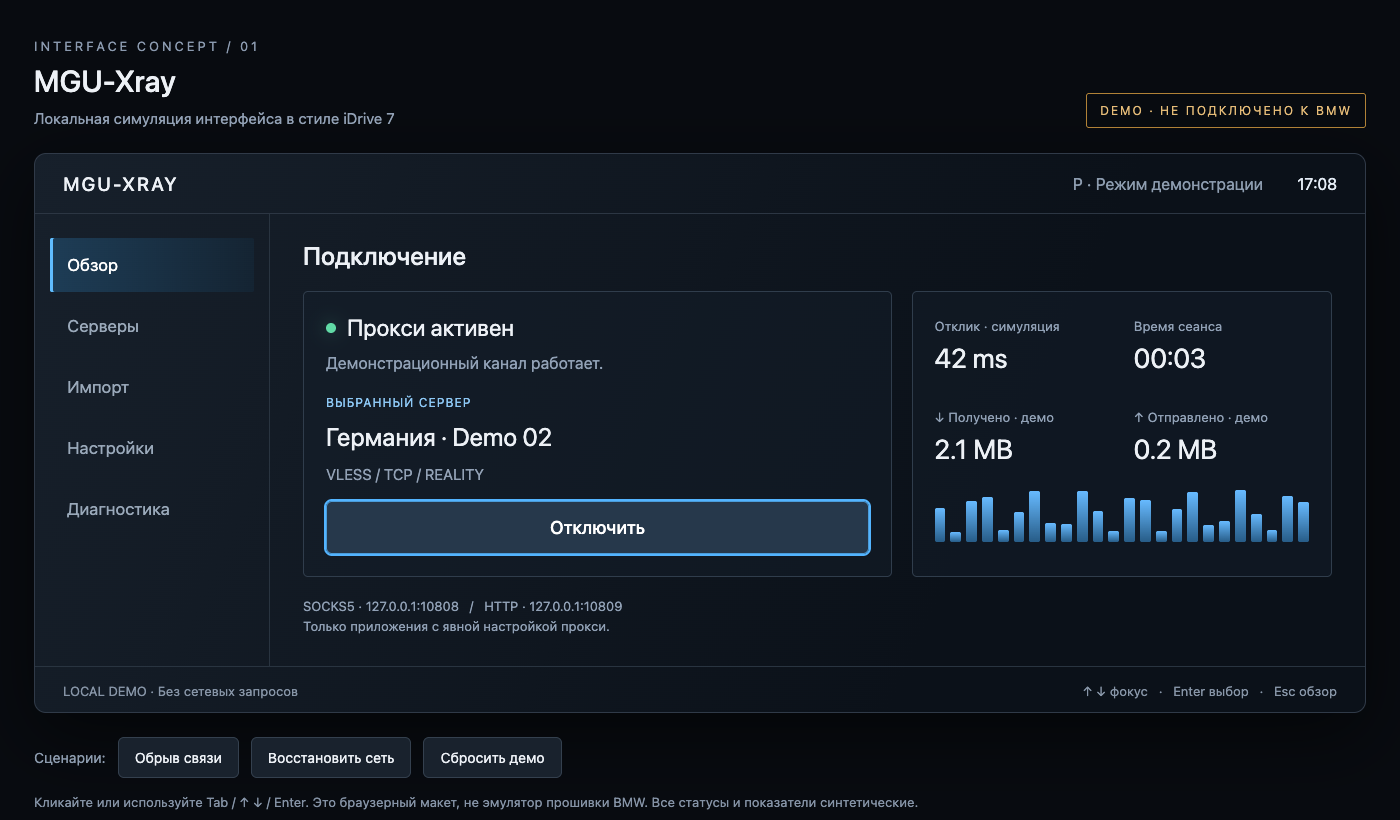 INTERFACE CONCEPT / 01
MGU-Xray
Локальная симуляция интерфейса в стиле iDrive 7
DEMO · НЕ ПОДКЛЮЧЕНО К BMW
MGU-XRAY
P · Режим демонстрации
17:08
Обзор
Серверы
Импорт
Настройки
Диагностика
Подключение
Прокси активен
Демонстрационный канал работает.
ВЫБРАННЫЙ СЕРВЕР
Германия · Demo 02
VLESS / TCP / REALITY
Отключить
Отклик · симуляция
42 ms
Время сеанса
00:03
↓ Получено · демо
2.1 MB
↑ Отправлено · демо
0.2 MB
SOCKS5 · 127.0.0.1:10808 / HTTP · 127.0.0.1:10809
Только приложения с явной настройкой прокси.
LOCAL DEMO · Без сетевых запросов
↑ ↓ фокус · Enter выбор · Esc обзор
Сценарии:
Обрыв связи
Восстановить сеть
Сбросить демо
Кликайте или используйте Tab / ↑ ↓ / Enter. Это браузерный макет, не эмулятор прошивки BMW. Все статусы и показатели синтетические.